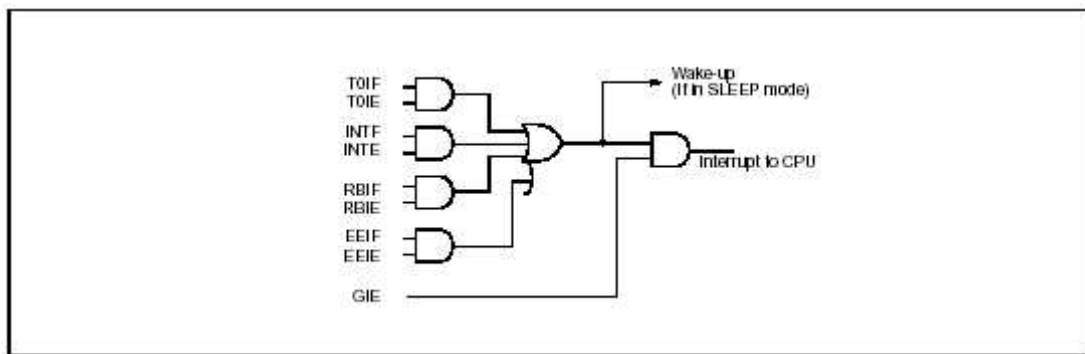 T0IF
T0IE
INTF
INTE
RBIF
RBIE
EEIF
EEIE
GIE
Wake-up
(If in SLEEP mode)
Interrupt to CPU